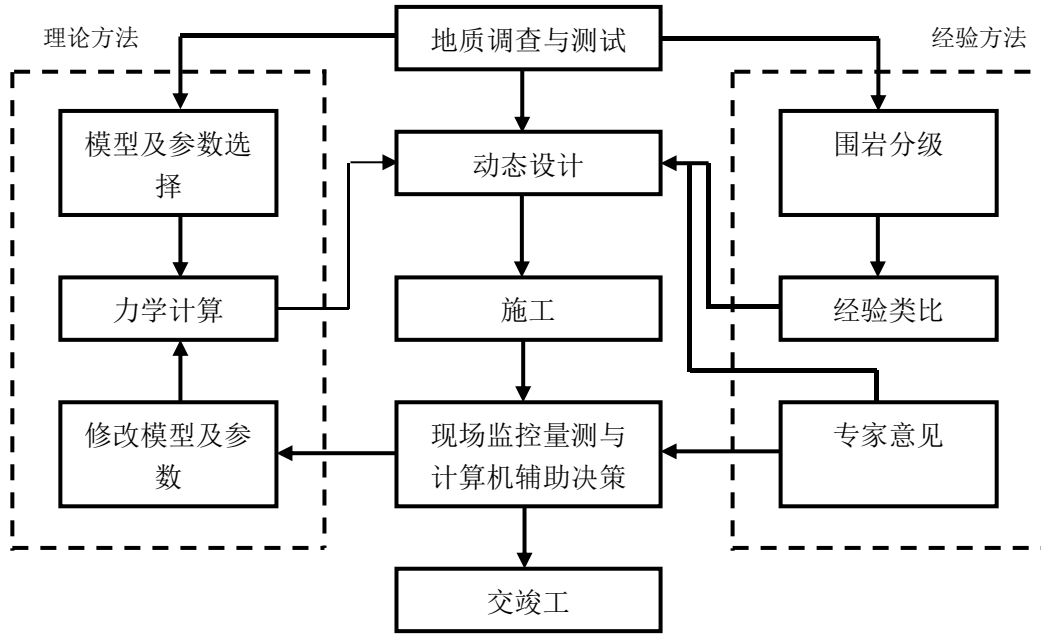 理论方法
地质调查与测试
经验方法
模型及参数选
择
动态设计
围岩分级
力学计算
施工
经验类比
修改模型及参
数
现场监控量测与
计算机辅助决策
专家意见
交竣工